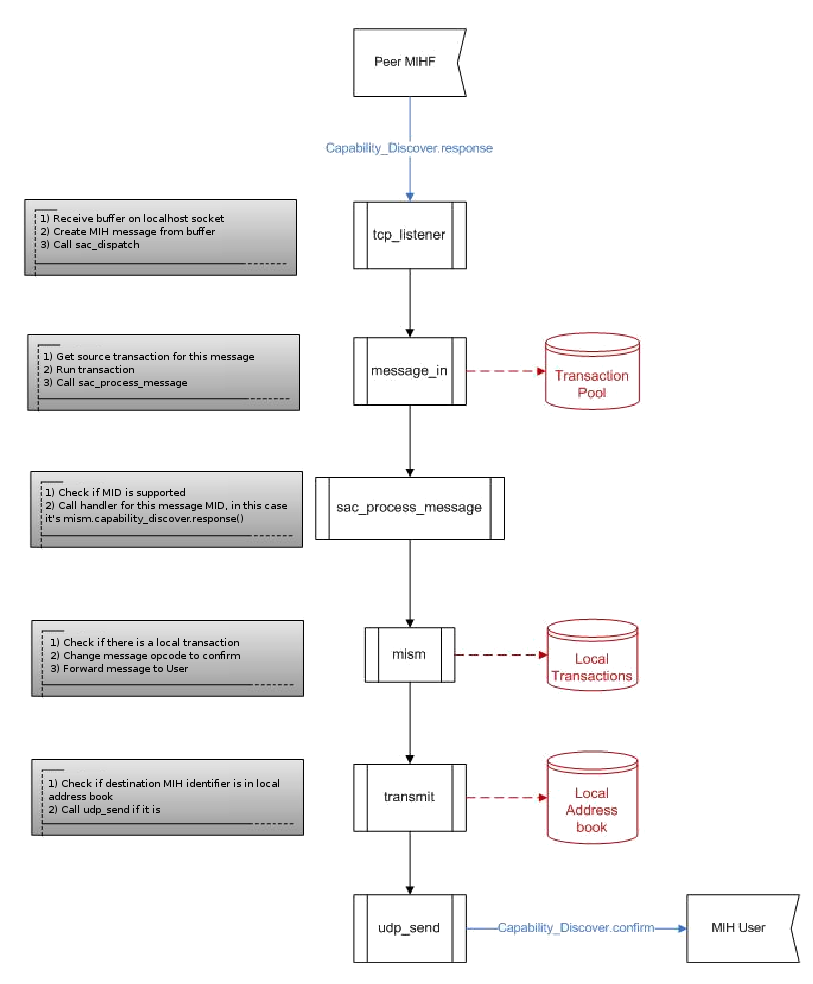 Peer MIHF
Capability_Discover.response
1) Receive buffer on localhost socket
2) Create MIH message from buffer
3) Call sac_dispatch
tcp_listener
1) Get source transaction for this message
2) Run transaction
3) Call sac_process_message
message_in
Transaction
Pool
1) Check if MID is supported
2) Call handler for this message MID, in this case
it's mism.capability_discover.response()
sac_process_message
1) Check if there is a local transaction
2) Change message opcode to confirm
3) Forward message to User
mism
Local
Transactions
1) Check if destination MIH identifier is in local
address book
2) Call udp_send if it is
transmit
Local
Address
book
udp_send
Capability_Discover.confirm
MIH User